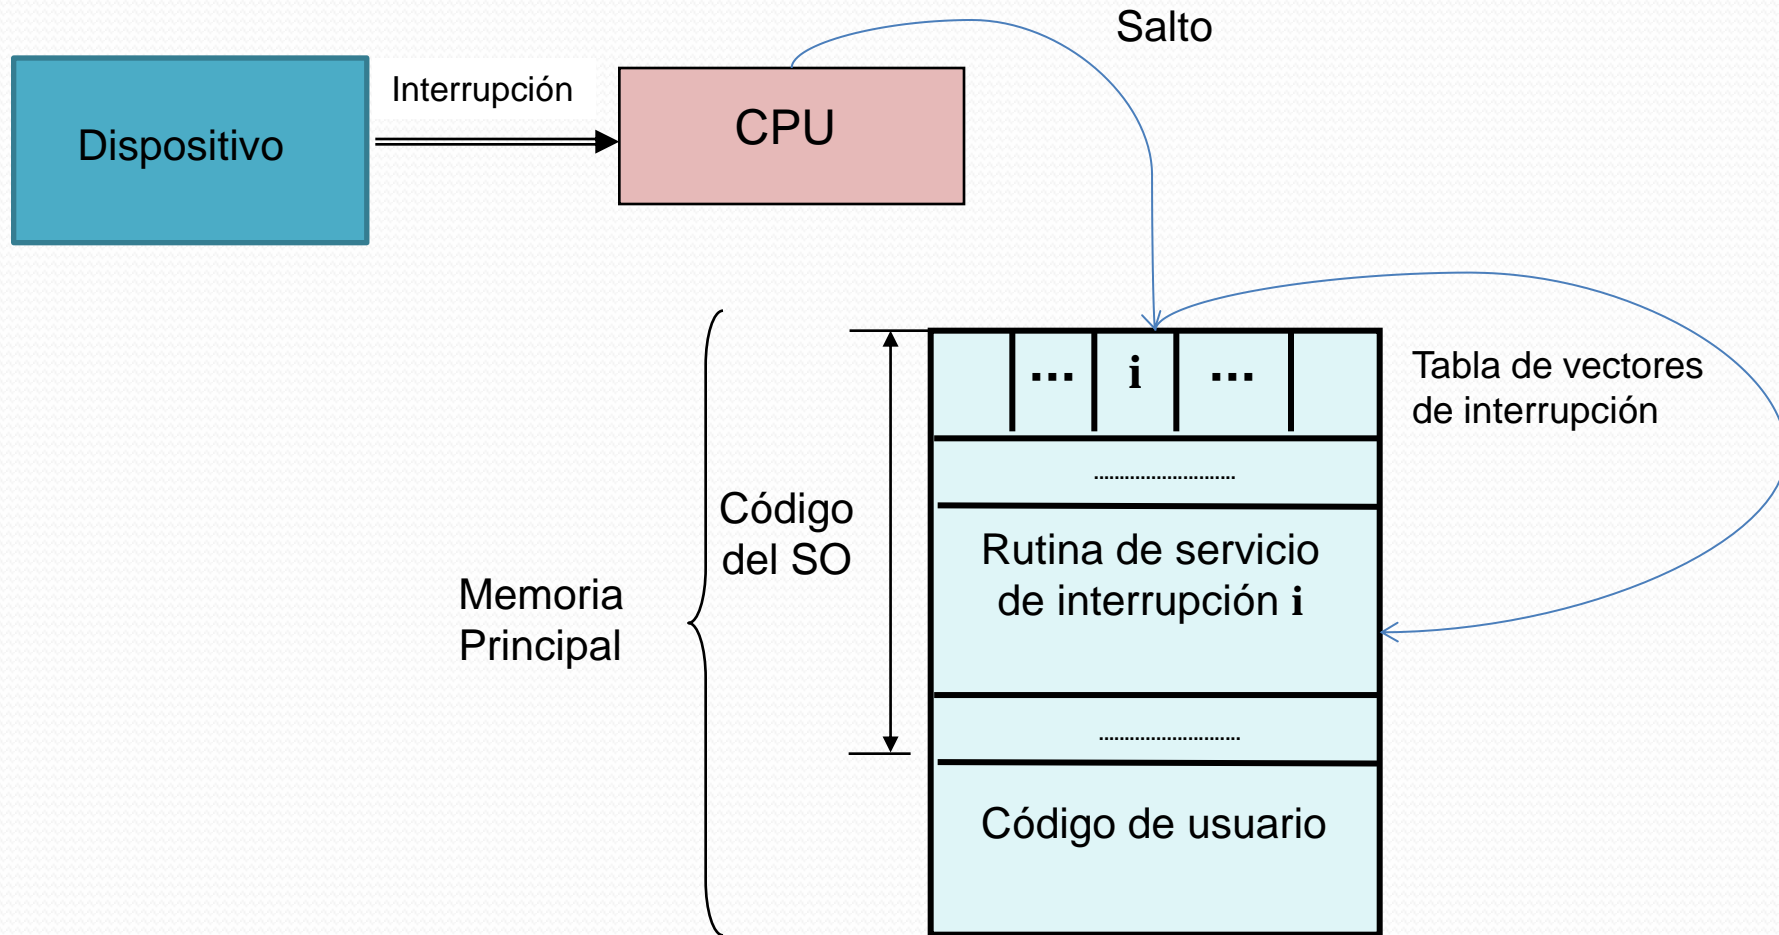 Salto
Interrupción
CPU
Dispositivo
... i ...
Tabla de vectores
de interrupción
............................
Código
del SO
Rutina de servicio
de interrupción i
Memoria
Principal
............................
Código de usuario